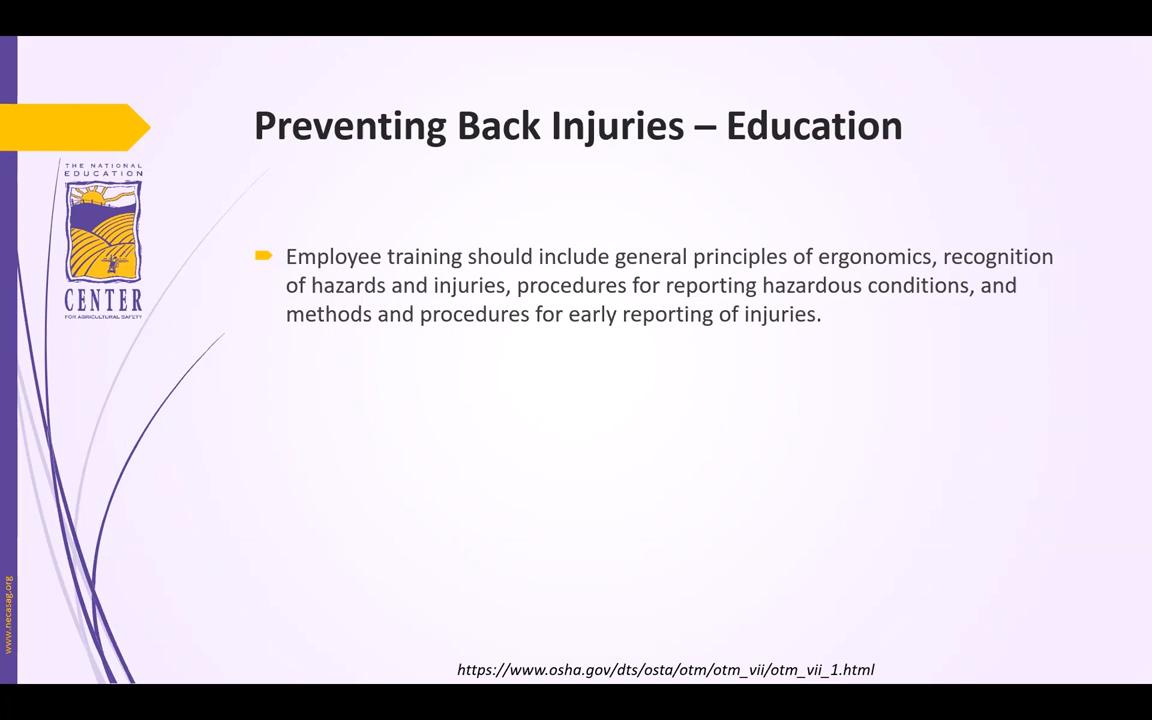 Preventing Back Injuries – Education
THE NATIONAL
EDUCATION
CENTER
FOR AGRICULTURAL SAFETY
Employee training should include general principles of ergonomics, recognition
of hazards and injuries, procedures for reporting hazardous conditions, and
methods and procedures for early reporting of injuries.
www.necasag.org
https://www.osha.gov/dts/osta/otm/otm_vii/otm_vii_1.html